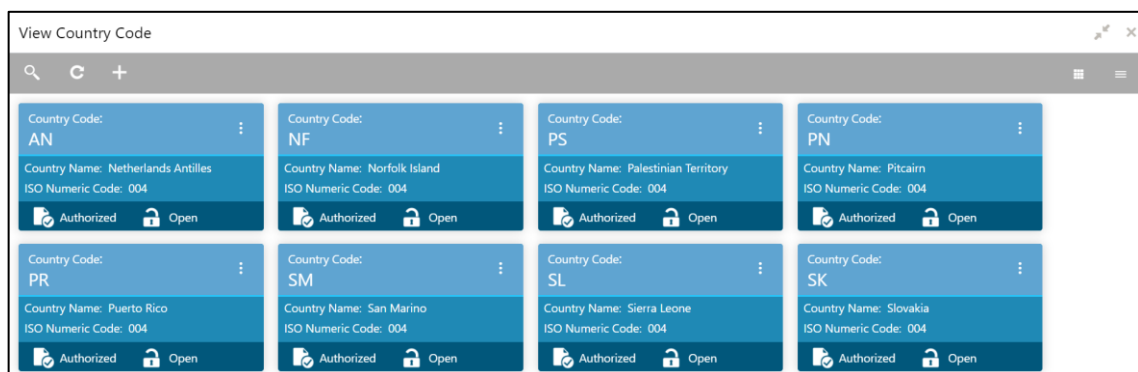 View Country Code
Country Code:
AN
Country Name: Netherlands Antilles
ISO Numeric Code: 004
Authorized Open
Country Code:
NF
Country Name: Norfolk Island
ISO Numeric Code: 004
Authorized Open
Country Code:
PS
Country Name: Palestinian Territory
ISO Numeric Code: 004
Authorized Open
Country Code:
PN
Country Name: Pitcairn
ISO Numeric Code: 004
Authorized Open
Country Code:
PR
Country Name: Puerto Rico
ISO Numeric Code: 004
Authorized Open
Country Code:
SM
Country Name: San Marino
ISO Numeric Code: 004
Authorized Open
Country Code:
SL
Country Name: Sierra Leone
ISO Numeric Code: 004
Authorized Open
Country Code:
SK
Country Name: Slovakia
ISO Numeric Code: 004
Authorized Open